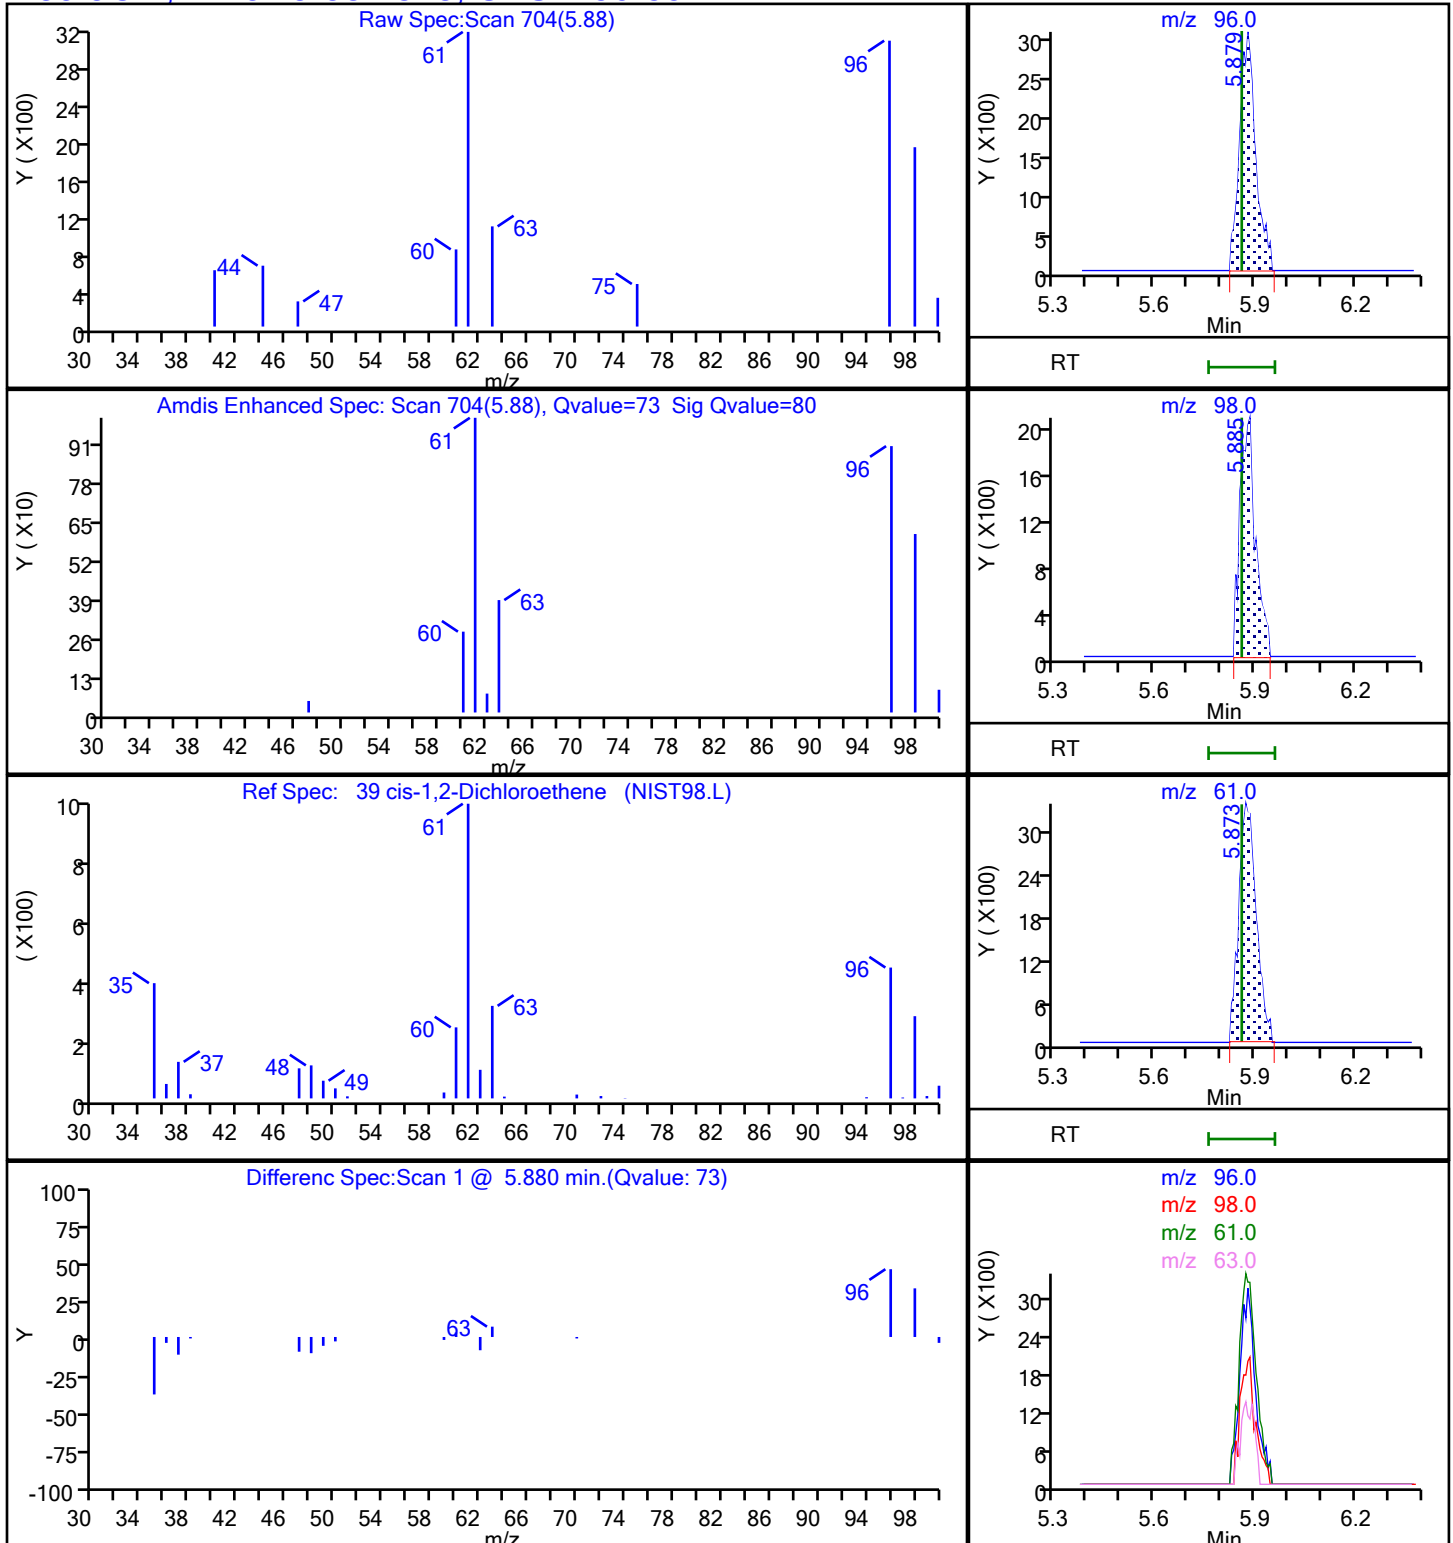 Raw Spec:Scan 704(5.88)
32
28
24
20
16
12
8
4
0
Y ( X100)
61
96
60
63
44
47
75
30 34 38 42 46 50 54 58 62 66 70 74 78 82 86 90 94 98
m/z
m/z 96.0
30
25
20
15
10
5
0
Y ( X100)
5.879
5.3 5.6 5.9 6.2
Min
RT
Amdis Enhanced Spec: Scan 704(5.88), Qvalue=73 Sig Qvalue=80
91
78
65
52
39
26
13
0
Y ( X10)
61
96
60
63
30 34 38 42 46 50 54 58 62 66 70 74 78 82 86 90 94 98
m/z
m/z 98.0
20
16
12
8
4
0
Y ( X100)
5.885
5.3 5.6 5.9 6.2
Min
RT
Ref Spec: 39 cis-1,2-Dichloroethene (NIST98.L)
10
8
6
4
2
0
( X100)
61
96
35
37
48
49
60
63
30 34 38 42 46 50 54 58 62 66 70 74 78 82 86 90 94 98
m/z 61.0
30
24
18
12
6
0
Y ( X100)
5.873
5.3 5.6 5.9 6.2
Min
RT
Differenc Spec:Scan 1 @ 5.880 min.(Qvalue: 73)
100
75
50
25
0
-25
-50
-75
-100
Y
63
96
30 34 38 42 46 50 54 58 62 66 70 74 78 82 86 90 94 98
m/z
m/z 96.0
m/z 98.0
m/z 61.0
m/z 63.0
30
24
18
12
6
0
Y ( X100)
5.3 5.6 5.9 6.2
Min